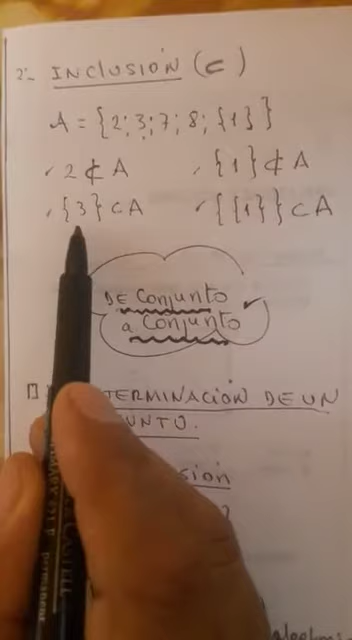 2:- INCLUSIÓN (⊂)
A = {2; 3; 7; 8; {1}}
✓ 2 ⊄ A ✓ {1} ⊄ A
✓ {3} ⊂ A ✓ {{1}} ⊂ A
DE Conjunto ✓
a Conjunto
TERMINACIÓN DE UN
UNTO.
sión